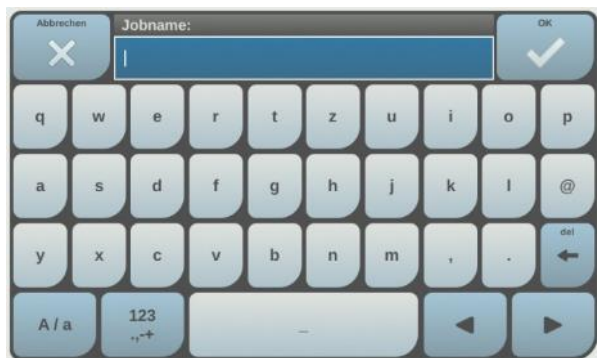 Abbrechen Jobname: OK
q w e r t z u i o p
a s d f g h j k l @
del
y x c v b n m , .
A / a 123 _
.,-+